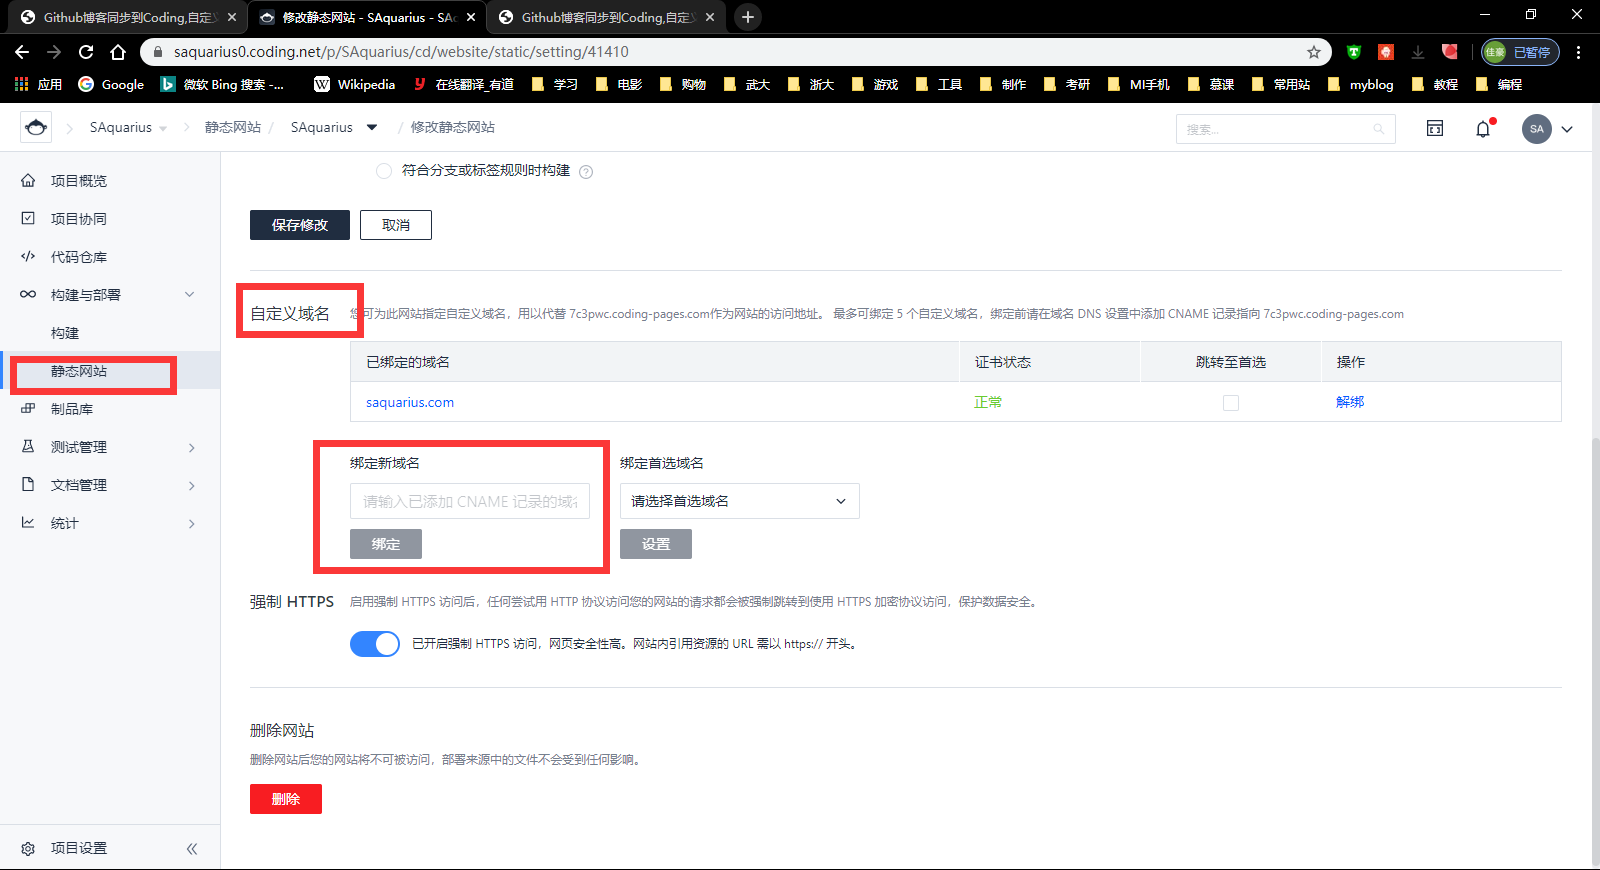 Github博客同步到Coding,自定义
修改静态网站 - SAquarius - SA
Github博客同步到Coding,自定义
saquarius0.coding.net/p/SAquarius/cd/website/static/setting/41410
佳豪 已暂停
应用 Google 微软 Bing 搜索 -... Wikipedia 在线翻译_有道 学习 电影 购物 武大 浙大 游戏 工具 制作 考研 MI手机 慕课 常用站 myblog 教程 编程
SAquarius 静态网站 / SAquarius / 修改静态网站
搜索...
SA
项目概览
项目协同
代码仓库
构建与部署
构建
静态网站
制品库
测试管理
文档管理
统计
项目设置
符合分支或标签规则时构建 ?
保存修改 取消
自定义域名 您可为此网站指定自定义域名，用以代替 7c3pwc.coding-pages.com作为网站的访问地址。 最多可绑定 5 个自定义域名，绑定前请在域名 DNS 设置中添加 CNAME 记录指向 7c3pwc.coding-pages.com
已绑定的域名 证书状态 跳转至首选 操作
saquarius.com 正常 解绑
绑定新域名 绑定首选域名
请输入已添加 CNAME 记录的域名 请选择首选域名
绑定 设置
强制 HTTPS 启用强制 HTTPS 访问后，任何尝试用 HTTP 协议访问您的网站的请求都会被强制跳转到使用 HTTPS 加密协议访问，保护数据安全。
已开启强制 HTTPS 访问，网页安全性高。网站内引用资源的 URL 需以 https:// 开头。
删除网站
删除网站后您的网站将不可被访问，部署来源中的文件不会受到任何影响。
删除